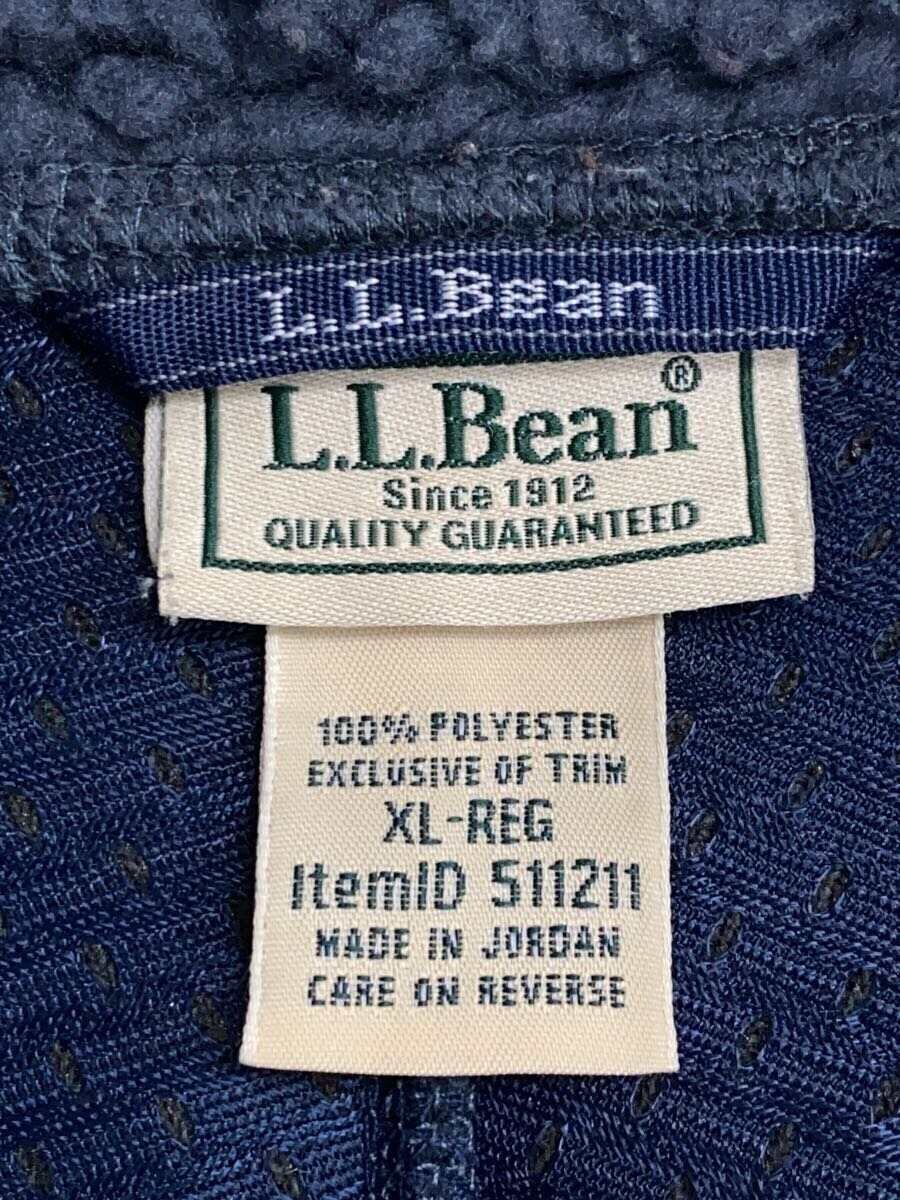 L.L.Bean
L.L.Bean®
Since 1912
QUALITY GUARANTEED
100% POLYESTER
EXCLUSIVE OF TRIM
XL-REG
ItemID 511211
MADE IN JORDAN
CARE ON REVERSE